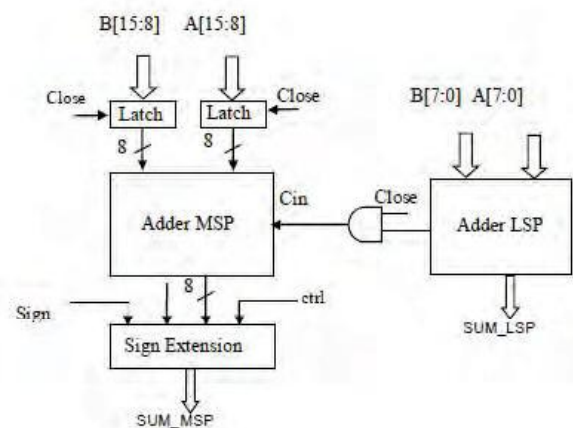 B[15:8] A[15:8]
Close
Latch
Latch
Close
B[7:0] A[7:0]
8
8
Adder MSP
Cin
Close
Adder LSP
8
Sign
ctrl
SUM_LSP
Sign Extension
SUM_MSP